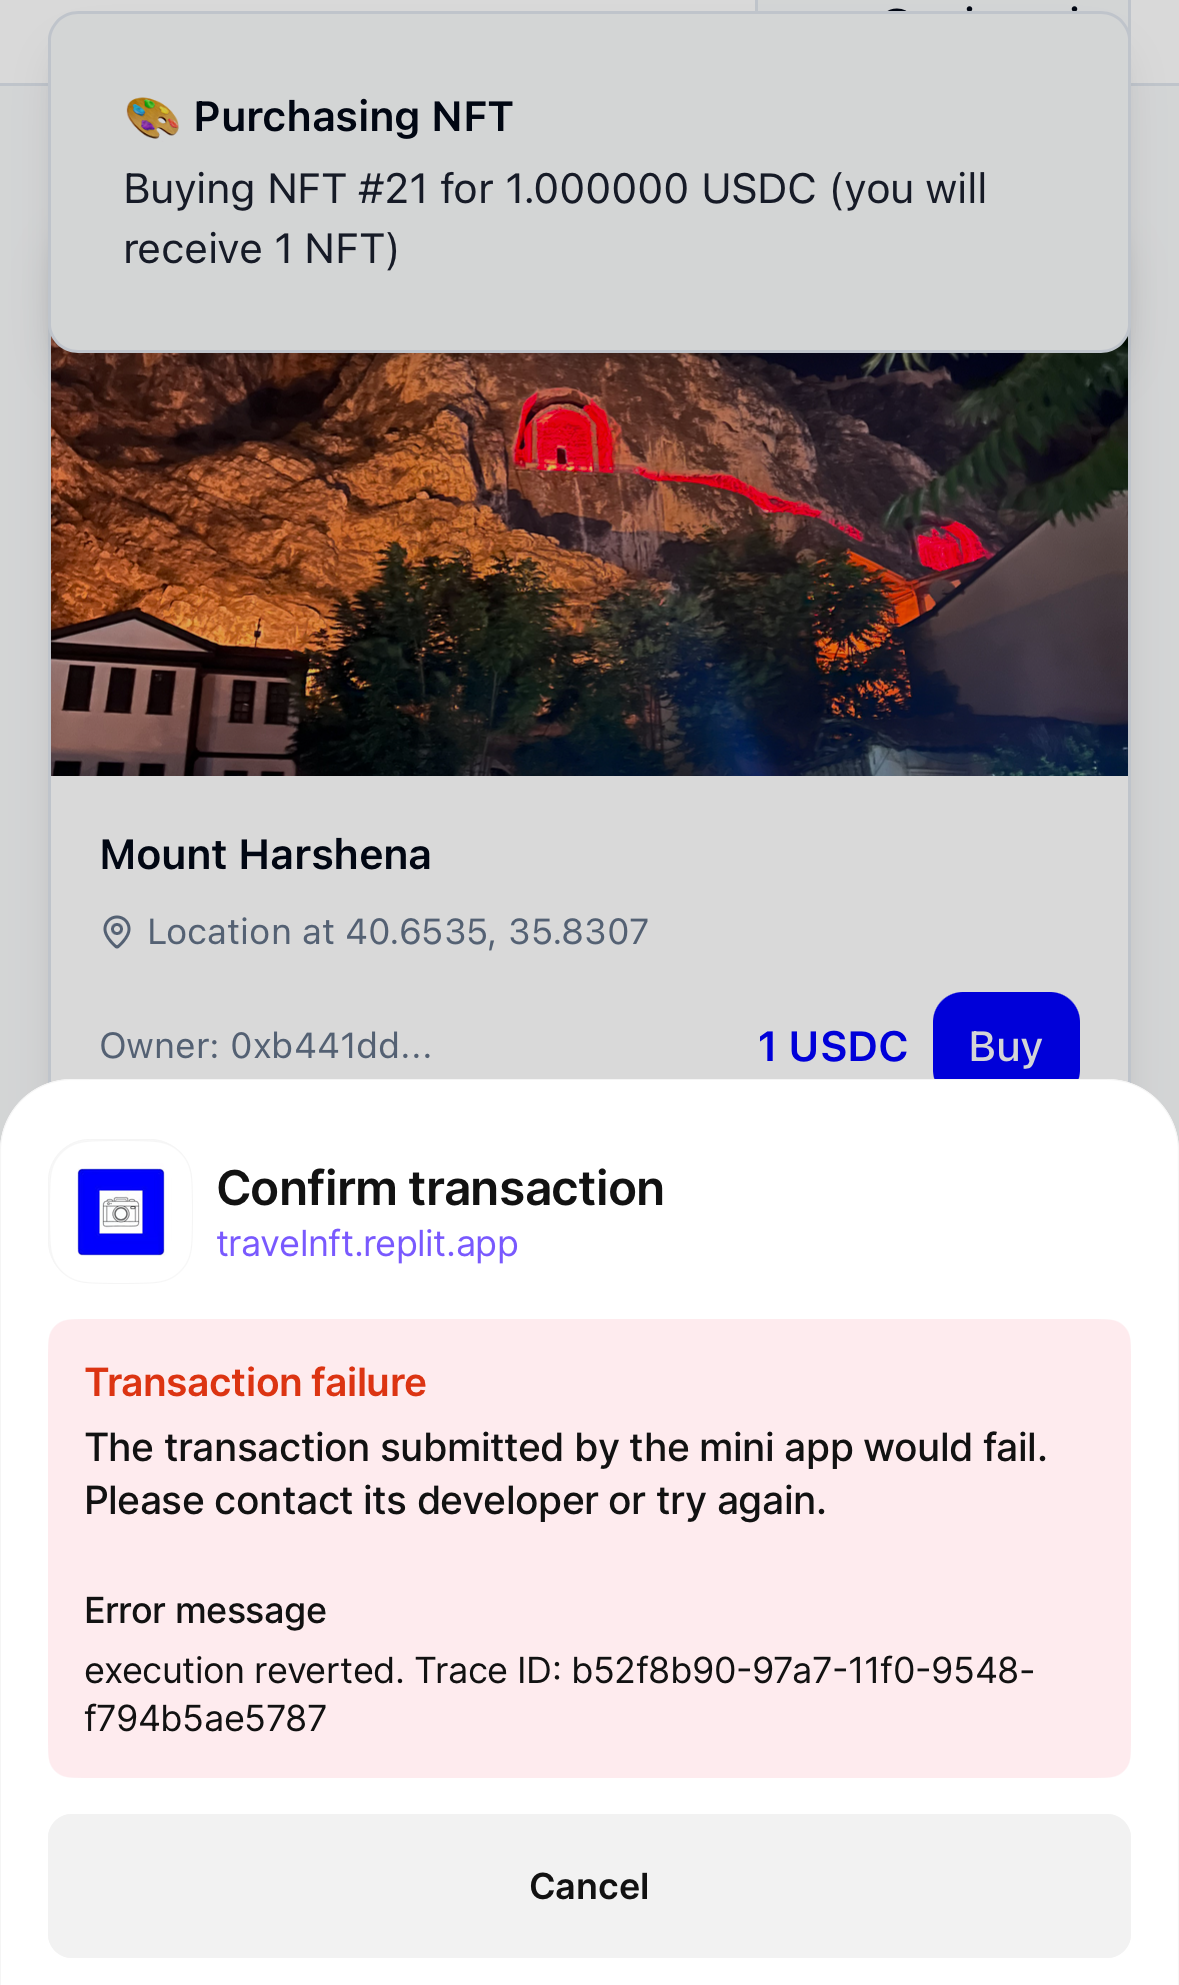 🎨 Purchasing NFT
Buying NFT #21 for 1.000000 USDC (you will
receive 1 NFT)
Mount Harshena
Location at 40.6535, 35.8307
Owner: 0xb441dd...
1 USDC
Buy
Confirm transaction
travelnft.replit.app
Transaction failure
The transaction submitted by the mini app would fail.
Please contact its developer or try again.
Error message
execution reverted. Trace ID: b52f8b90-97a7-11f0-9548-
f794b5ae5787
Cancel